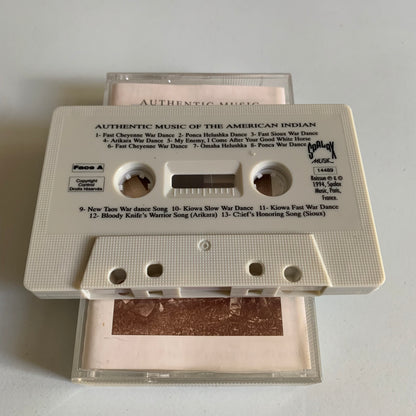 AUTHENTIC MUSIC
AUTHENTIC MUSIC OF THE AMERICAN INDIAN
1- Fast Cheyenne War Dance 2- Ponca Helushka Dance 3- Fast Sioux War Dance
4- Arikara War Dance 5- My Enemy, I Come After Your Good White Horse
6- Fast Cheyenne War Dance 7- Omaha Helushka 8- Ponca War Dance
Face A
Copyright
Control
Droits Réservés
SPALAX
MUSIC
14489
1994, Spalax
Music, Paris,
France.
9- New Taos War dance Song 10- Kiowa Slow War Dance 11- Kiowa Fast War Dance
12- Bloody Knife's Warrior Song (Arikara) 13- Chief's Honoring Song (Sioux)